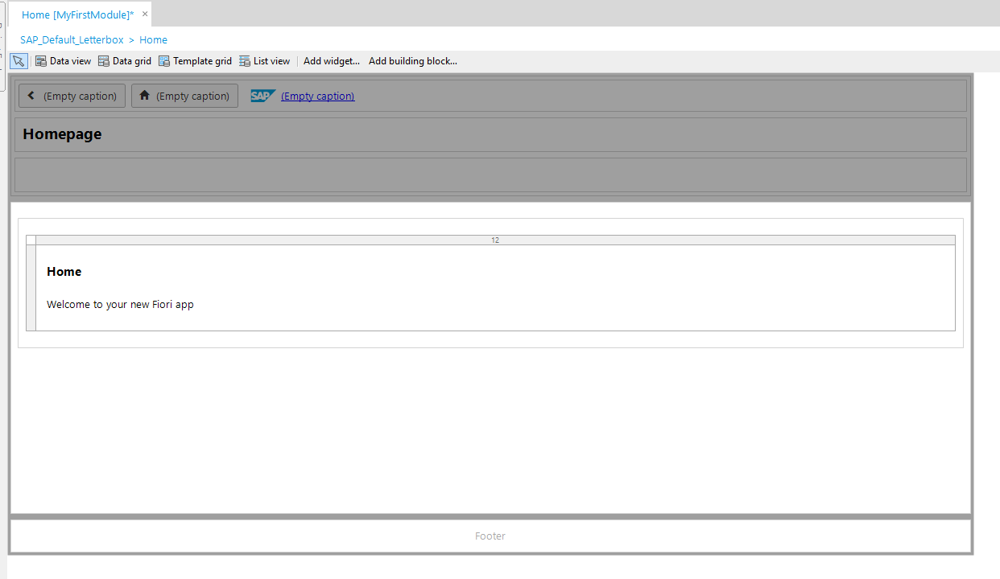 Home [MyFirstModule]* ×
SAP_Default_Letterbox > Home
Data view Data grid Template grid List view Add widget... Add building block...
(Empty caption) (Empty caption) SAP (Empty caption)
Homepage
12
Home
Welcome to your new Fiori app
Footer